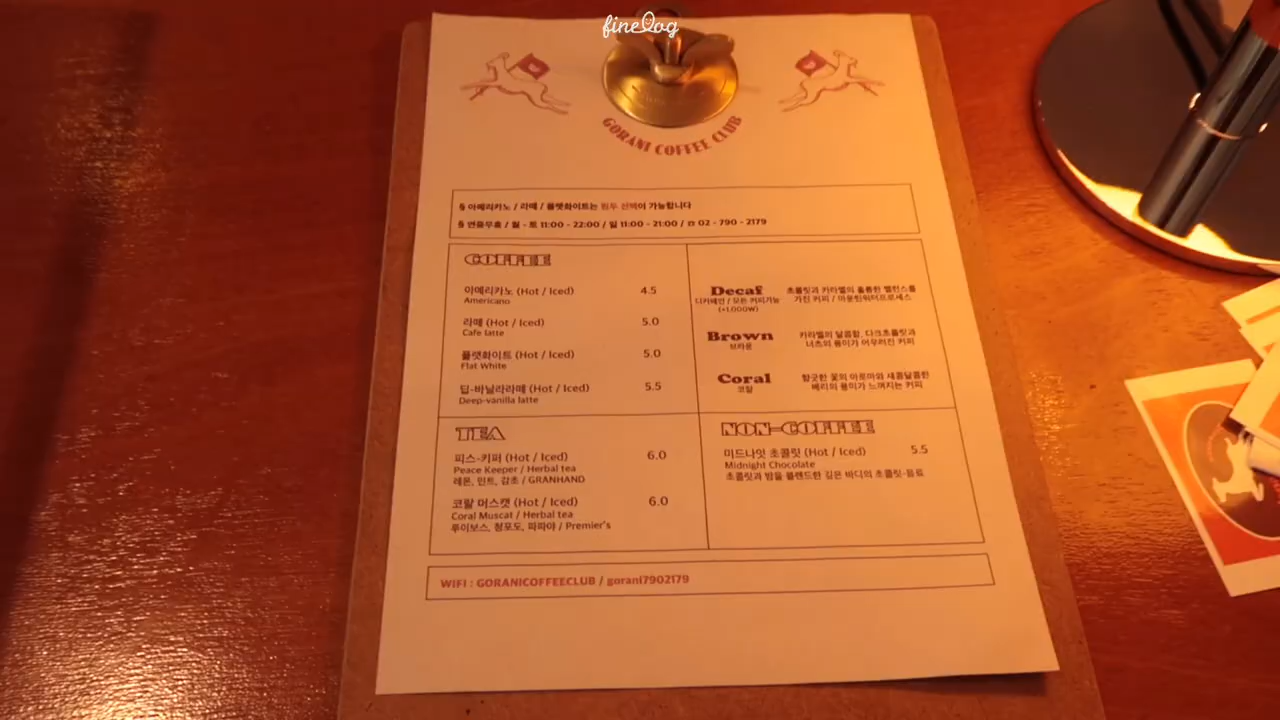 fineLog
GORANI COFFEE CLUB
아메리카노 / 라떼 / 플랫화이트는 원두 선택이 가능합니다
연중무휴 / 월 - 토 11:00 - 22:00 / 일 11:00 - 21:00 / ☎ 02 - 790 - 2179
COFFEE
아메리카노 (Hot / Iced) 4.5
Americano
라떼 (Hot / Iced) 5.0
Cafe latte
플랫화이트 (Hot / Iced) 5.0
Flat White
딥-바닐라라떼 (Hot / Iced) 5.5
Deep-vanilla latte
Decaf
디카페인 / 모든 커피가능
(+1,000W)
초콜릿과 카라멜의 훌륭한 밸런스를
가진 커피 / 마운틴워터프로세스
Brown
브라운
카라멜의 달콤함, 다크초콜릿과
너츠의 풍미가 어우러진 커피
Coral
코랄
향긋한 꽃의 아로마와 새콤달콤한
베리의 풍미가 느껴지는 커피
TEA
피스-키퍼 (Hot / Iced) 6.0
Peace Keeper / Herbal tea
레몬, 민트, 감초 / GRANHAND
코랄 머스캣 (Hot / Iced) 6.0
Coral Muscat / Herbal tea
루이보스, 청포도, 파파야 / Premier's
NON-COFFEE
미드나잇 초콜릿 (Hot / Iced) 5.5
Midnight Chocolate
초콜릿과 밤을 블렌드한 깊은 바디의 초콜릿-음료
WIFI : GORANICOFFEECLUB / gorani7902179